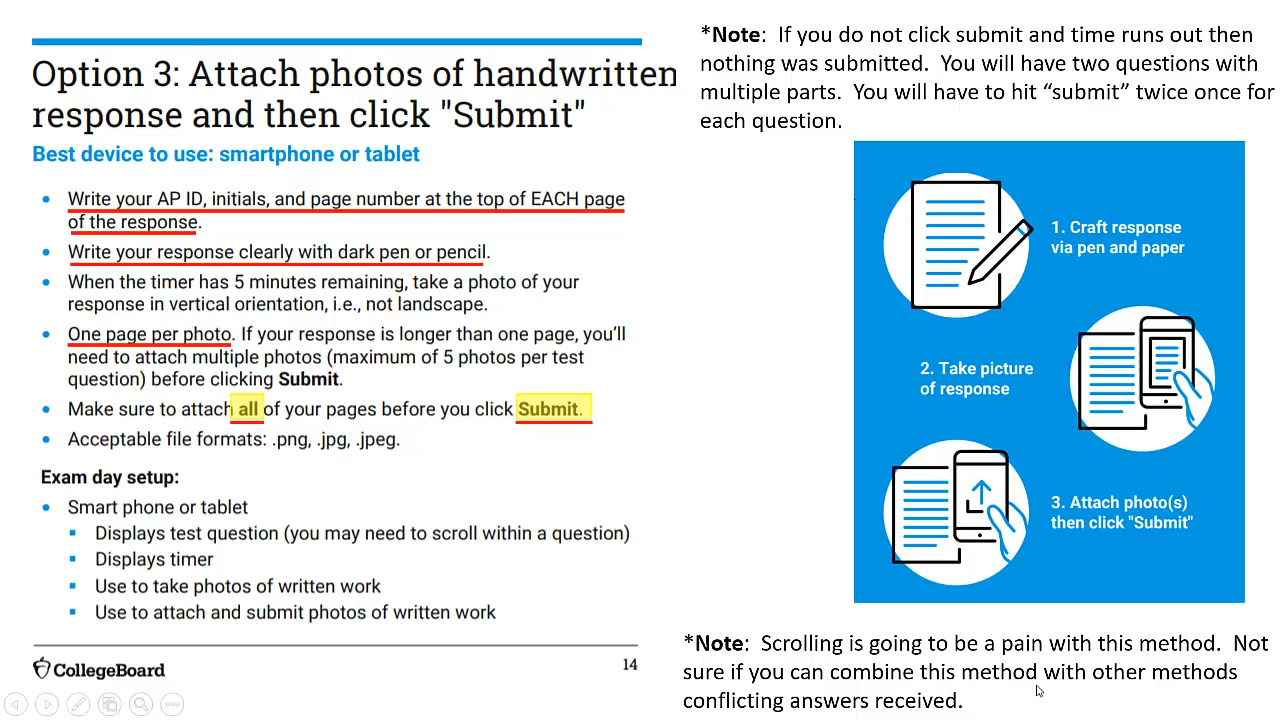 Option 3: Attach photos of handwritten
response and then click "Submit"
Best device to use: smartphone or tablet
• Write your AP ID, initials, and page number at the top of EACH page
of the response.
• Write your response clearly with dark pen or pencil.
• When the timer has 5 minutes remaining, take a photo of your
response in vertical orientation, i.e., not landscape.
• One page per photo. If your response is longer than one page, you’ll
need to attach multiple photos (maximum of 5 photos per test
question) before clicking Submit.
• Make sure to attach all of your pages before you click Submit.
• Acceptable file formats: .png, .jpg, .jpeg.
Exam day setup:
• Smart phone or tablet
▪ Displays test question (you may need to scroll within a question)
▪ Displays timer
▪ Use to take photos of written work
▪ Use to attach and submit photos of written work
CollegeBoard
14
*Note: If you do not click submit and time runs out then
nothing was submitted. You will have two questions with
multiple parts. You will have to hit “submit” twice once for
each question.
1. Craft response
via pen and paper
2. Take picture
of response
3. Attach photo(s)
then click "Submit"
*Note: Scrolling is going to be a pain with this method. Not
sure if you can combine this method with other methods
conflicting answers received.